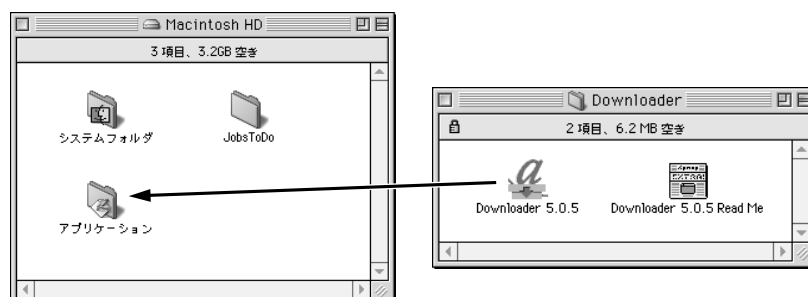 Macintosh HD
3 項目、3.2GB 空き
システムフォルダ
JobsToDo
アプリケーション
Downloader
2 項目、6.2 MB 空き
Downloader 5.0.5
Downloader 5.0.5 Read Me